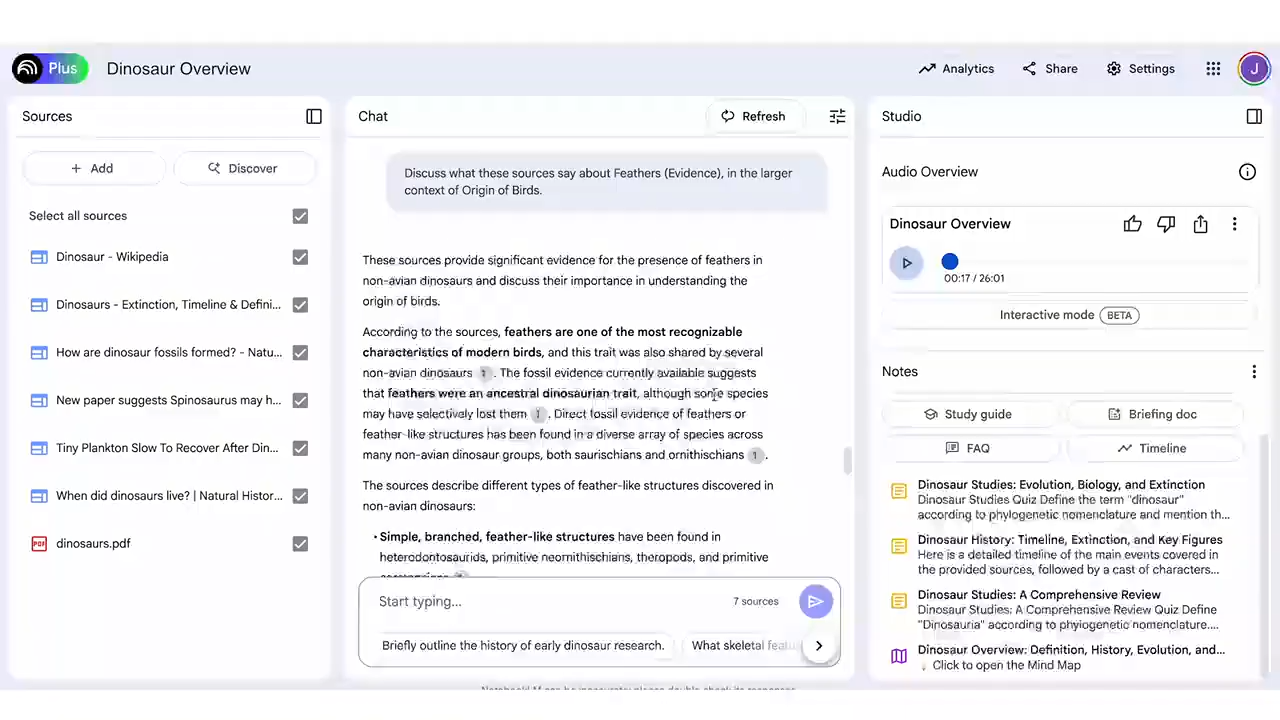 Plus
Dinosaur Overview
Analytics
Share
Settings
J
Sources
Add
Discover
Select all sources
Dinosaur - Wikipedia
Dinosaurs - Extinction, Timeline & Defini...
How are dinosaur fossils formed? - Natu...
New paper suggests Spinosaurus may h...
Tiny Plankton Slow To Recover After Din...
When did dinosaurs live? | Natural Histor...
PDF
dinosaurs.pdf
Chat
Refresh
Discuss what these sources say about Feathers (Evidence), in the larger
context of Origin of Birds.
These sources provide significant evidence for the presence of feathers in
non-avian dinosaurs and discuss their importance in understanding the
origin of birds.
According to the sources, feathers are one of the most recognizable
characteristics of modern birds, and this trait was also shared by several
non-avian dinosaurs 1. The fossil evidence currently available suggests
that feathers were an ancestral dinosaurian trait, although some species
may have selectively lost them 1. Direct fossil evidence of feathers or
feather-like structures has been found in a diverse array of species across
many non-avian dinosaur groups, both saurischians and ornithischians 1.
The sources describe different types of feather-like structures discovered in
non-avian dinosaurs:
• Simple, branched, feather-like structures have been found in
heterodontosaurids, primitive neornithischians, theropods, and primitive
Start typing...
7 sources
Briefly outline the history of early dinosaur research.
What skeletal featu
NotebookLM can be inaccurate; please double check its responses.
Studio
Audio Overview
Dinosaur Overview
00:17 / 26:01
Interactive mode BETA
Notes
Study guide
Briefing doc
FAQ
Timeline
Dinosaur Studies: Evolution, Biology, and Extinction
Dinosaur Studies Quiz Define the term "dinosaur"
according to phylogenetic nomenclature and mention th...
Dinosaur History: Timeline, Extinction, and Key Figures
Here is a detailed timeline of the main events covered in
the provided sources, followed by a cast of characters...
Dinosaur Studies: A Comprehensive Review
Dinosaur Studies: A Comprehensive Review Quiz Define
"Dinosauria" according to phylogenetic nomenclature....
Dinosaur Overview: Definition, History, Evolution, and...
Click to open the Mind Map